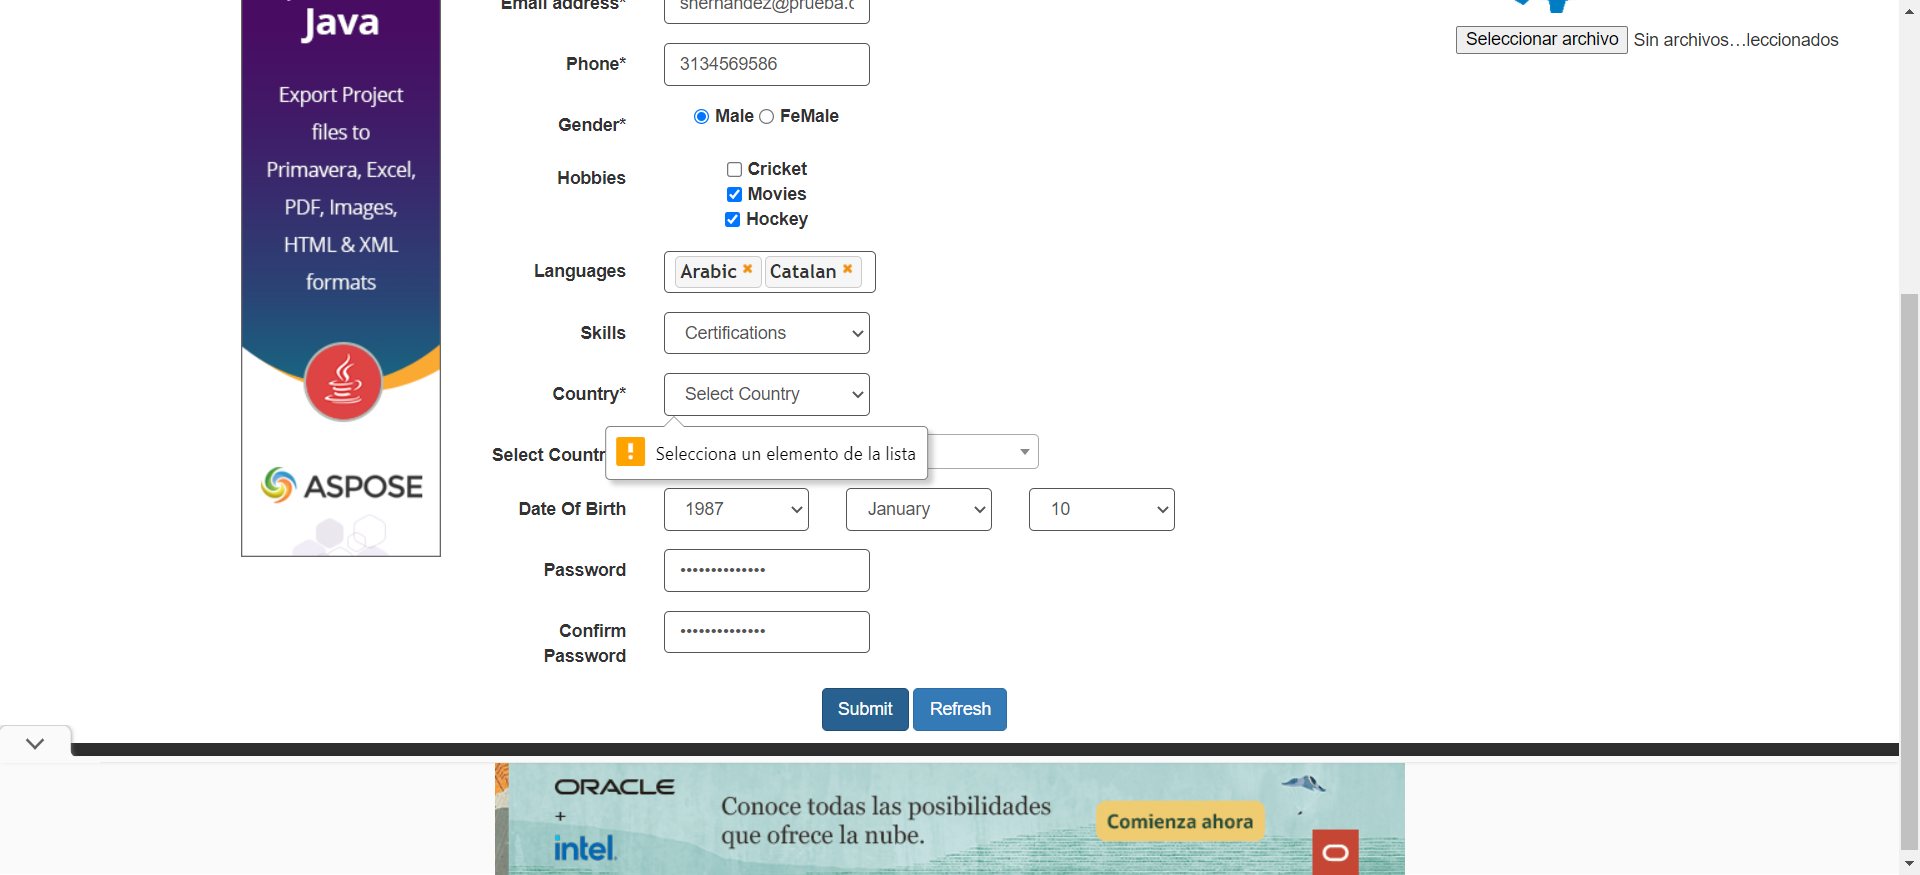 Java
Export Project
files to
Primavera, Excel,
PDF, Images,
HTML & XML
formats
ASPOSE
Email address*
shernandez@prueba.c
Phone*
3134569586
Gender*
Male FeMale
Hobbies
Cricket
Movies
Hockey
Languages
Arabic Catalan
Skills
Certifications
Country*
Select Country
Select Countr
Selecciona un elemento de la lista
Date Of Birth
1987 January 10
Password
••••••••••••••
Confirm
Password
••••••••••••••
Submit Refresh
Seleccionar archivo Sin archivos…leccionados
ORACLE
+
intel.
Conoce todas las posibilidades
que ofrece la nube.
Comienza ahora